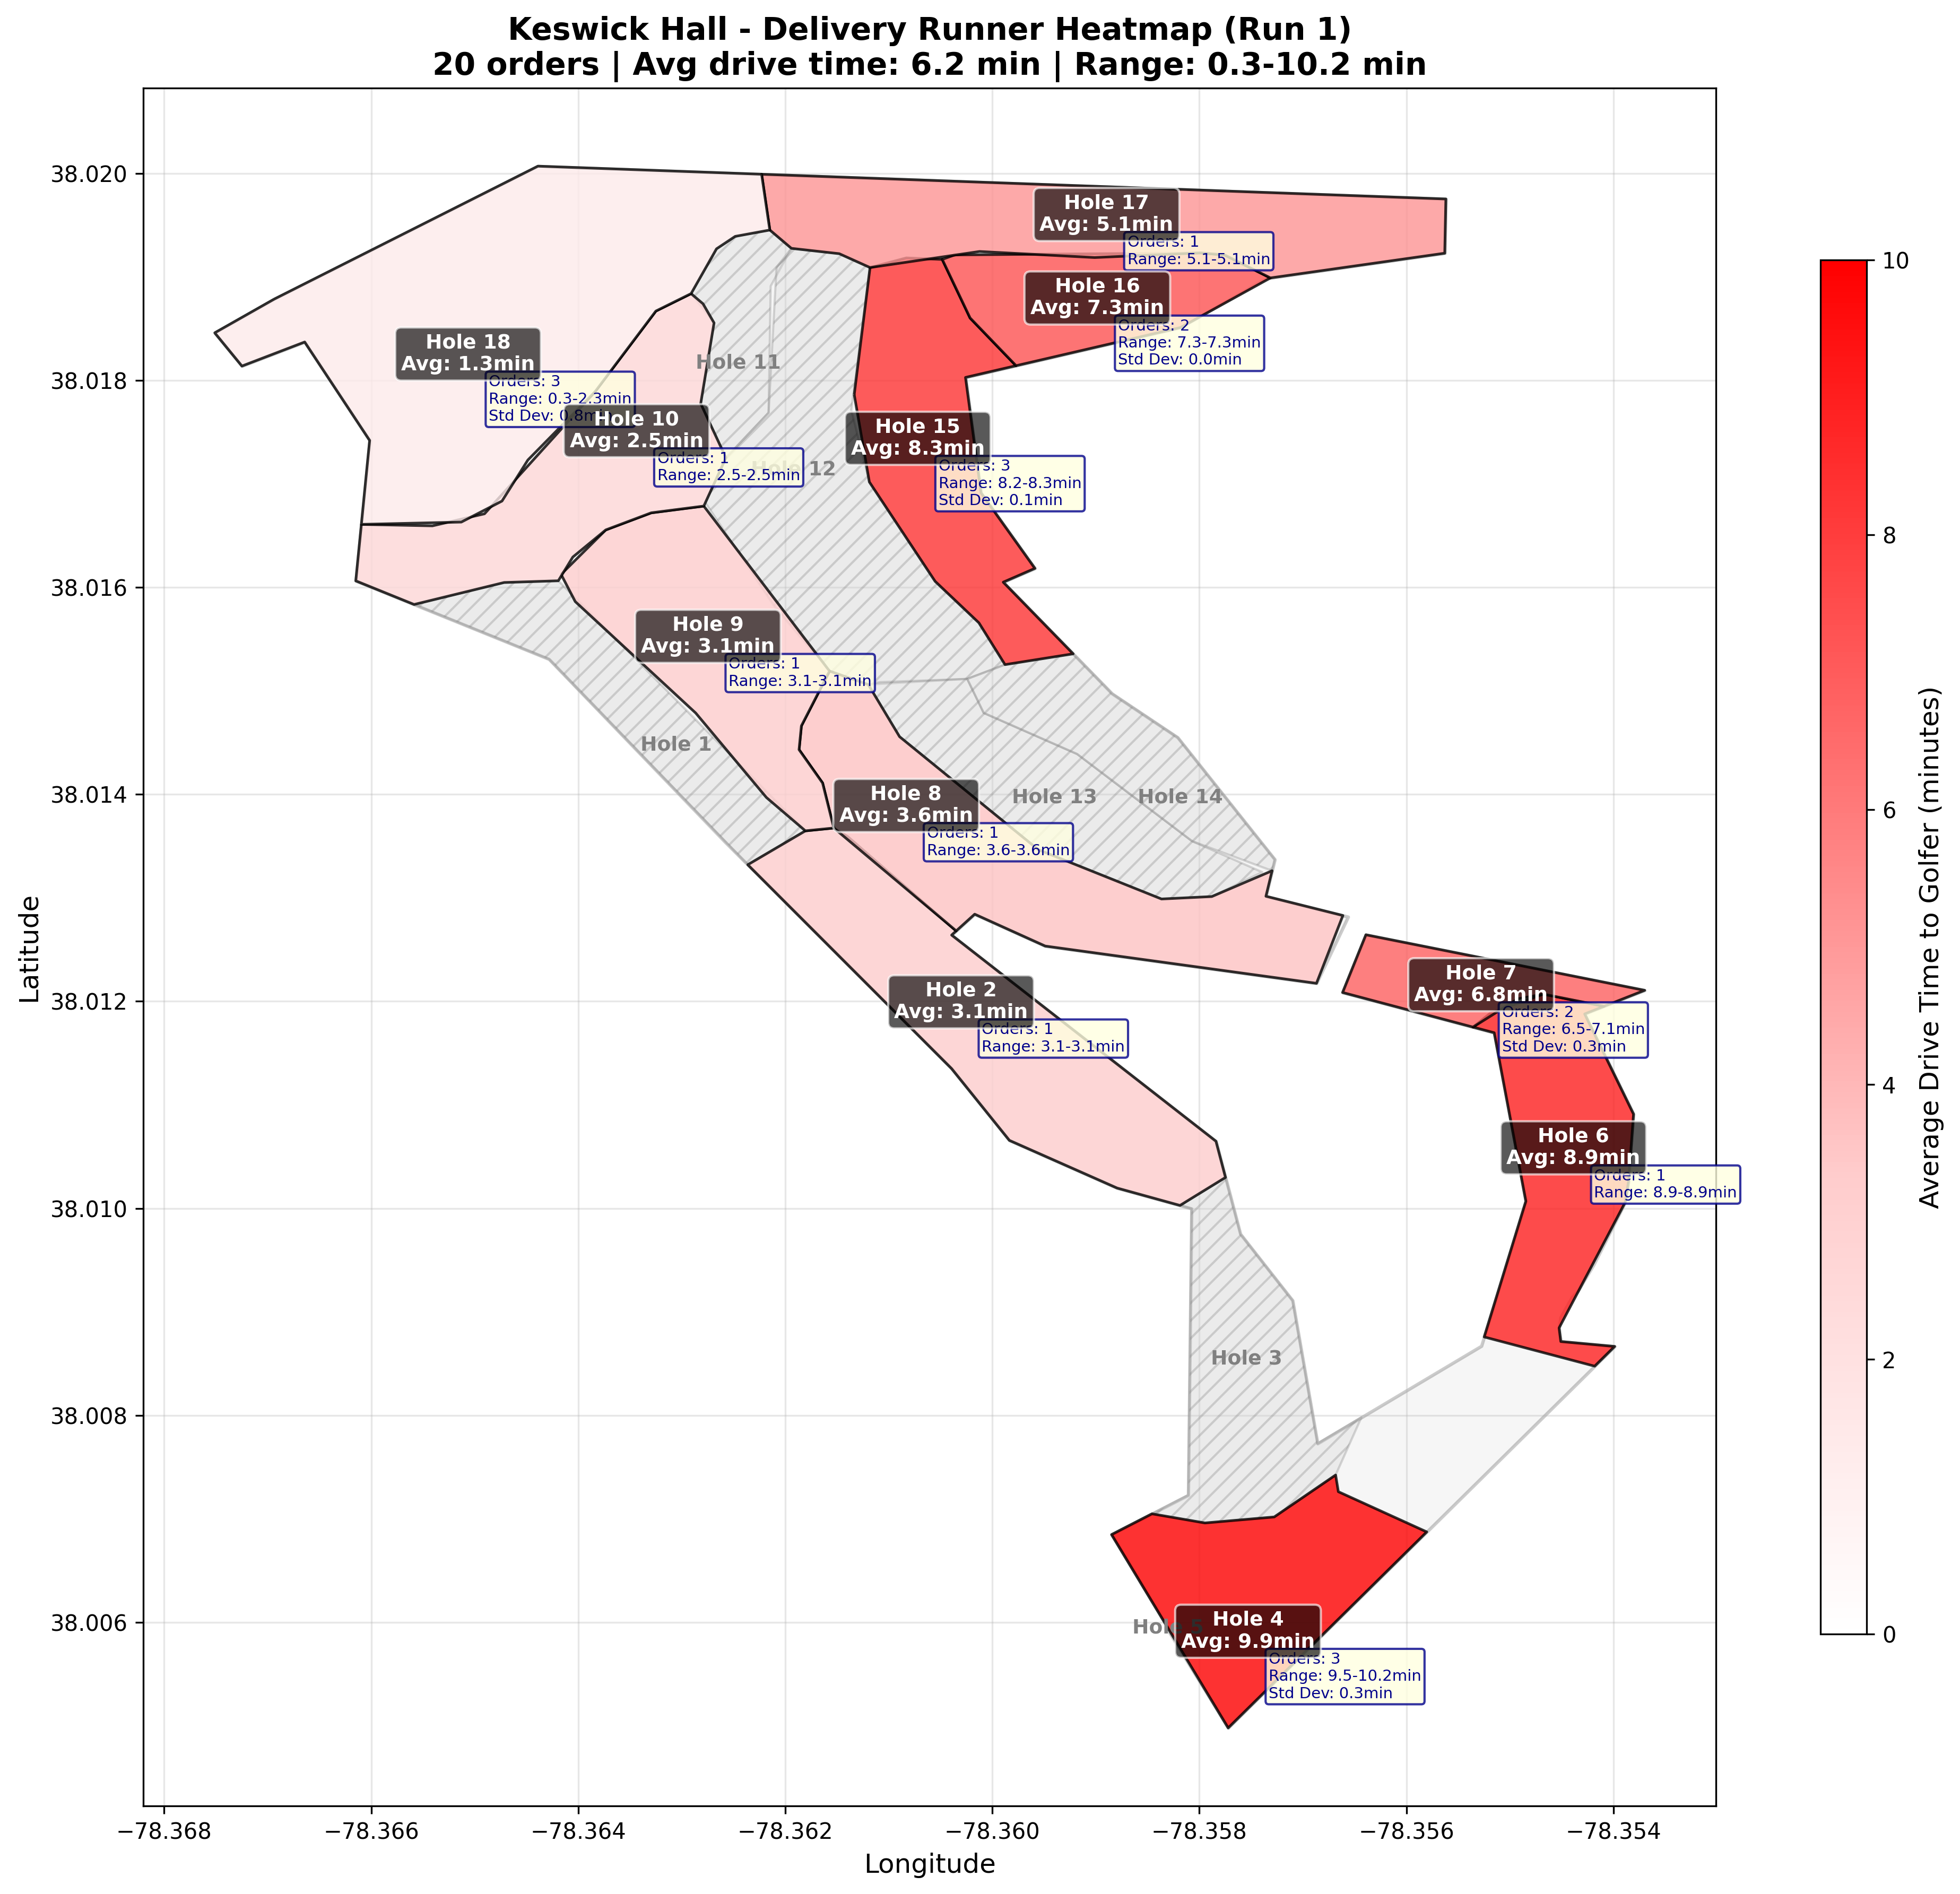 Keswick Hall - Delivery Runner Heatmap (Run 1)
20 orders | Avg drive time: 6.2 min | Range: 0.3-10.2 min
Latitude
38.020
38.018
38.016
38.014
38.012
38.010
38.008
38.006
Hole 17
Avg: 5.1min
Orders: 1
Range: 5.1-5.1min
Hole 16
Avg: 7.3min
Orders: 2
Range: 7.3-7.3min
Std Dev: 0.0min
Hole 18
Avg: 1.3min
Orders: 3
Range: 0.3-2.3min
Std Dev: 0.8min
Hole 11
Hole 10
Avg: 2.5min
Orders: 1
Range: 2.5-2.5min
Hole 12
Hole 15
Avg: 8.3min
Orders: 3
Range: 8.2-8.3min
Std Dev: 0.1min
Hole 9
Avg: 3.1min
Orders: 1
Range: 3.1-3.1min
Hole 1
Hole 8
Avg: 3.6min
Orders: 1
Range: 3.6-3.6min
Hole 13
Hole 14
Hole 2
Avg: 3.1min
Orders: 1
Range: 3.1-3.1min
Hole 7
Avg: 6.8min
Orders: 2
Range: 6.5-7.1min
Std Dev: 0.3min
Hole 6
Avg: 8.9min
Orders: 1
Range: 8.9-8.9min
Hole 3
Hole 5
Hole 4
Avg: 9.9min
Orders: 3
Range: 9.5-10.2min
Std Dev: 0.3min
−78.368
−78.366
−78.364
−78.362
−78.360
−78.358
−78.356
−78.354
Longitude
10
8
6
4
2
0
Average Drive Time to Golfer (minutes)